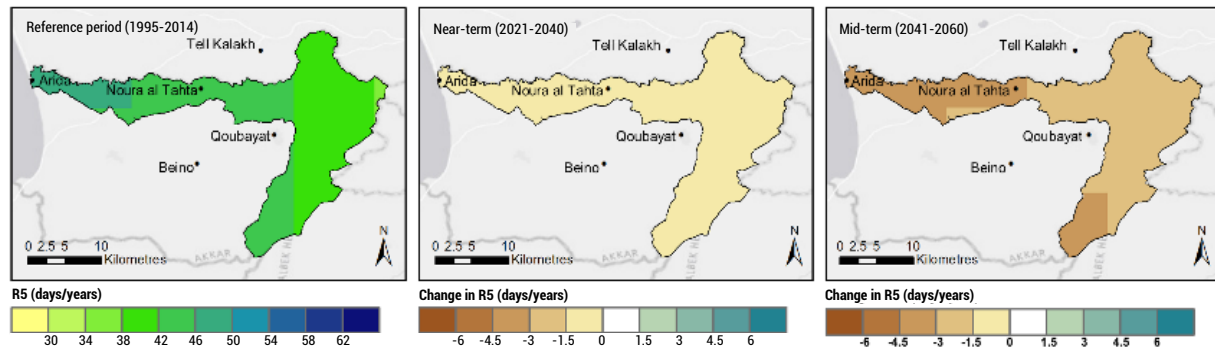 Reference period (1995-2014)
Tell Kalakh
Arida
Noura al Tahta
Qoubayat
Beino
0 2.5 5 10
Kilometres
AKKAR
N
R5 (days/years)
30 34 38 42 46 50 54 58 62
Near-term (2021-2040)
Tell Kalakh
Arida
Noura al Tahta
Qoubayat
Beino
0 2.5 5 10
Kilometres
AKKAR
N
Change in R5 (days/years)
-6 -4.5 -3 -1.5 0 1.5 3 4.5 6
Mid-term (2041-2060)
Tell Kalakh
Arida
Noura al Tahta
Qoubayat
Beino
0 2.5 5 10
Kilometres
AKKAR
N
Change in R5 (days/years)
-6 -4.5 -3 -1.5 0 1.5 3 4.5 6